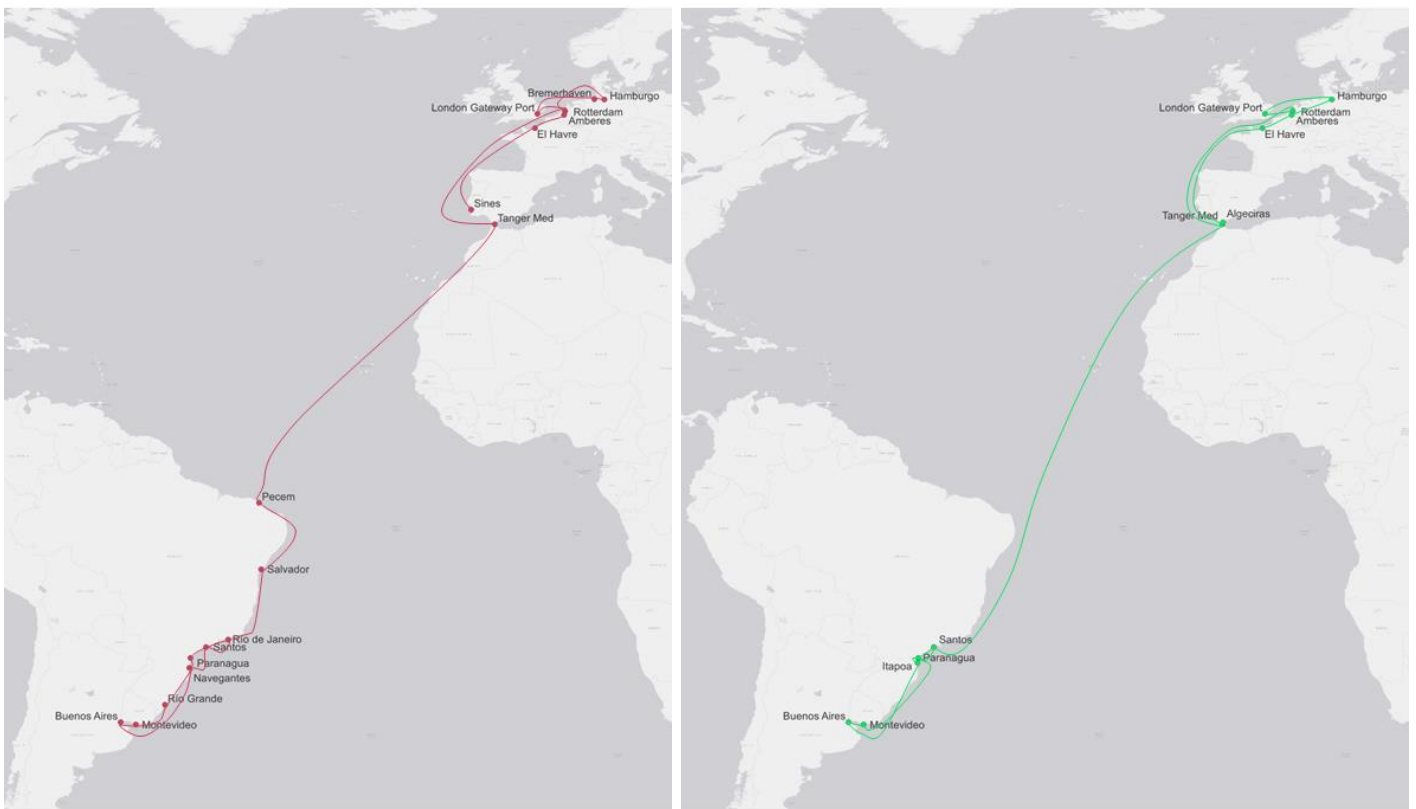 Bremerhaven
Hamburgo
London Gateway Port
Rotterdam
Amberes
El Havre
Sines
Tanger Med
Pecem
Salvador
Rio de Janeiro
Santos
Paranagua
Navegantes
Rio Grande
Buenos Aires
Montevideo
Hamburgo
London Gateway Port
Rotterdam
Amberes
El Havre
Tanger Med
Algeciras
Santos
Paranagua
Itapoa
Buenos Aires
Montevideo